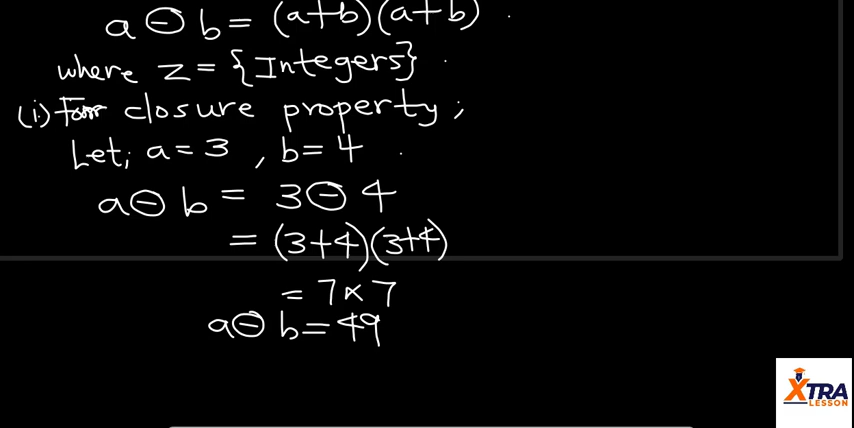 a ⊖ b = (a+b)(a+b)
where z = {Integers}
(i) For closure property;
Let; a = 3 , b = 4
a ⊖ b = 3 ⊖ 4
= (3+4)(3+4)
= 7 × 7
a ⊖ b = 49
XTRA
LESSON